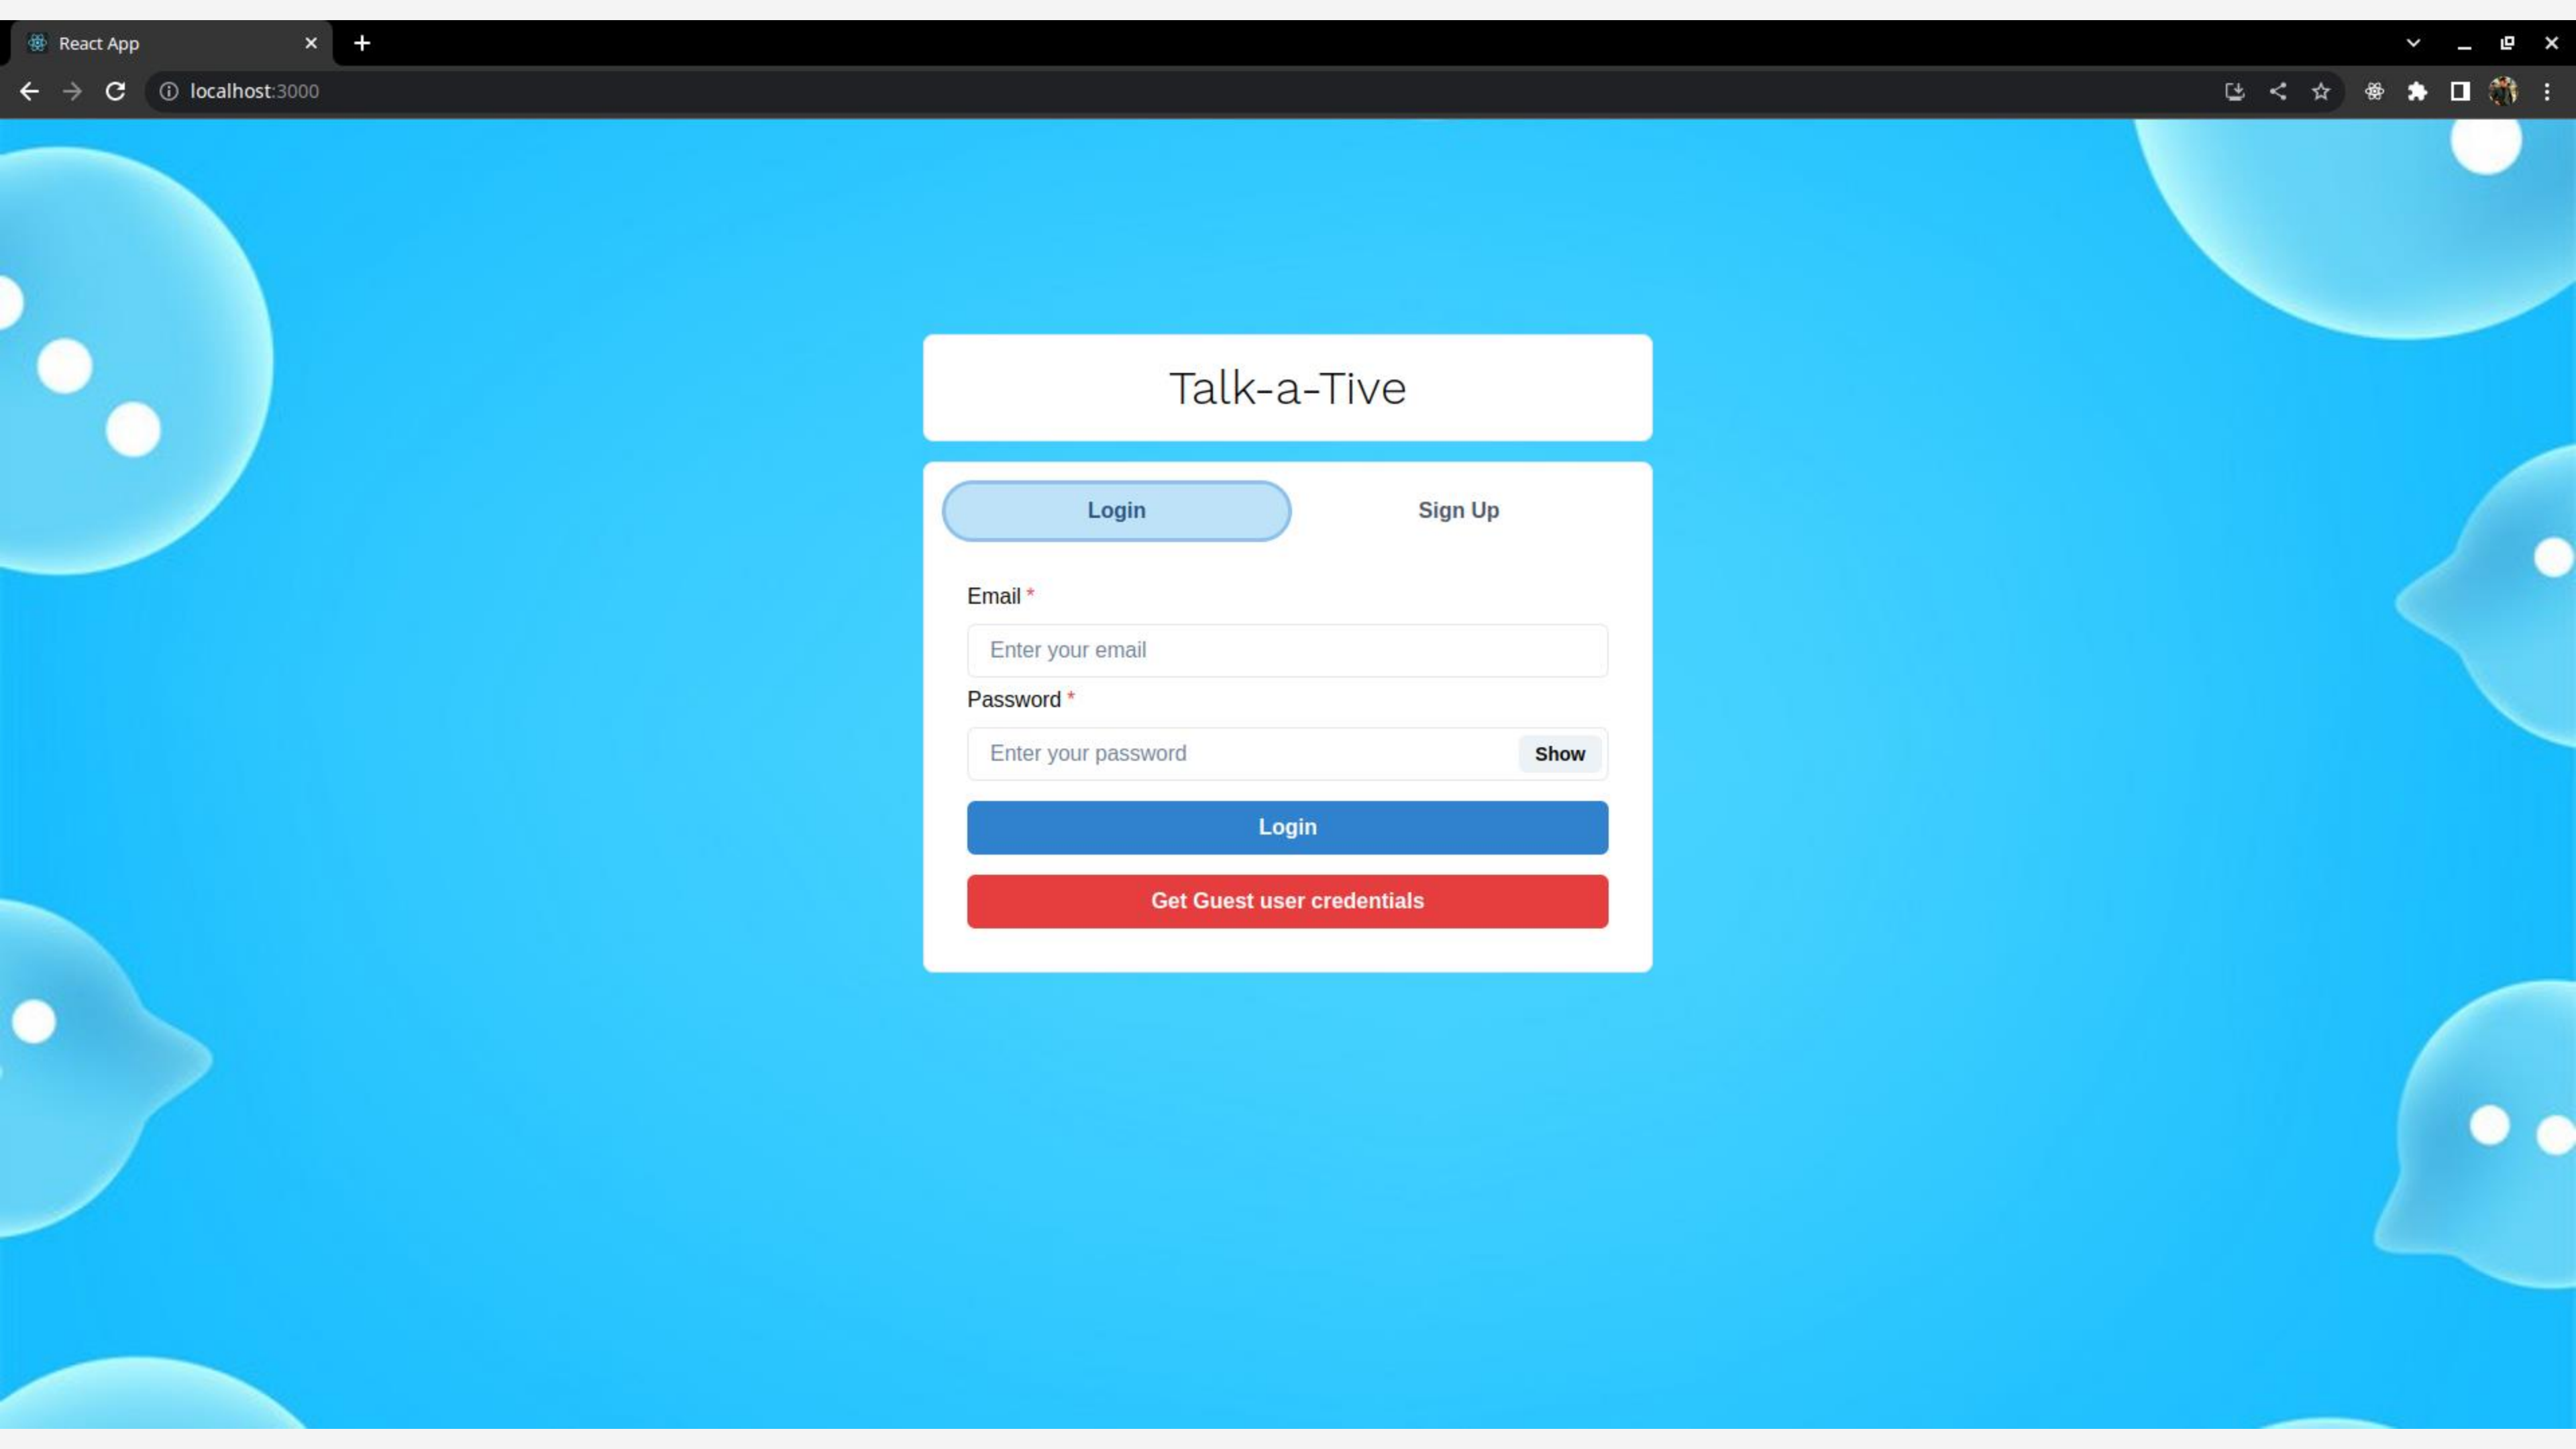 React App
localhost:3000
Talk-a-Tive
Login Sign Up
Email *
Enter your email
Password *
Enter your password Show
Login
Get Guest user credentials